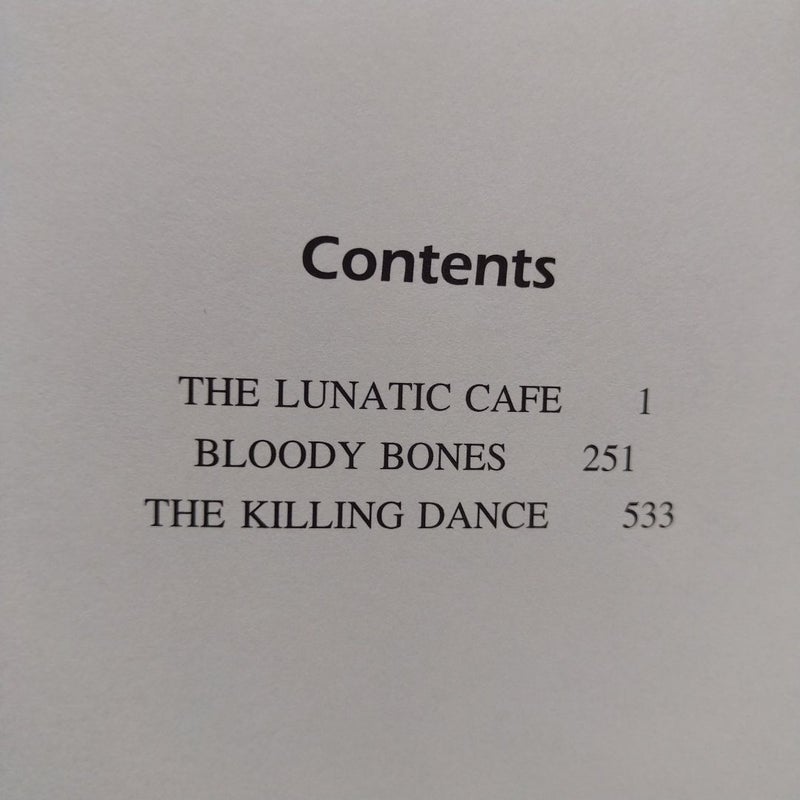 Contents
THE LUNATIC CAFE 1
BLOODY BONES 251
THE KILLING DANCE 533